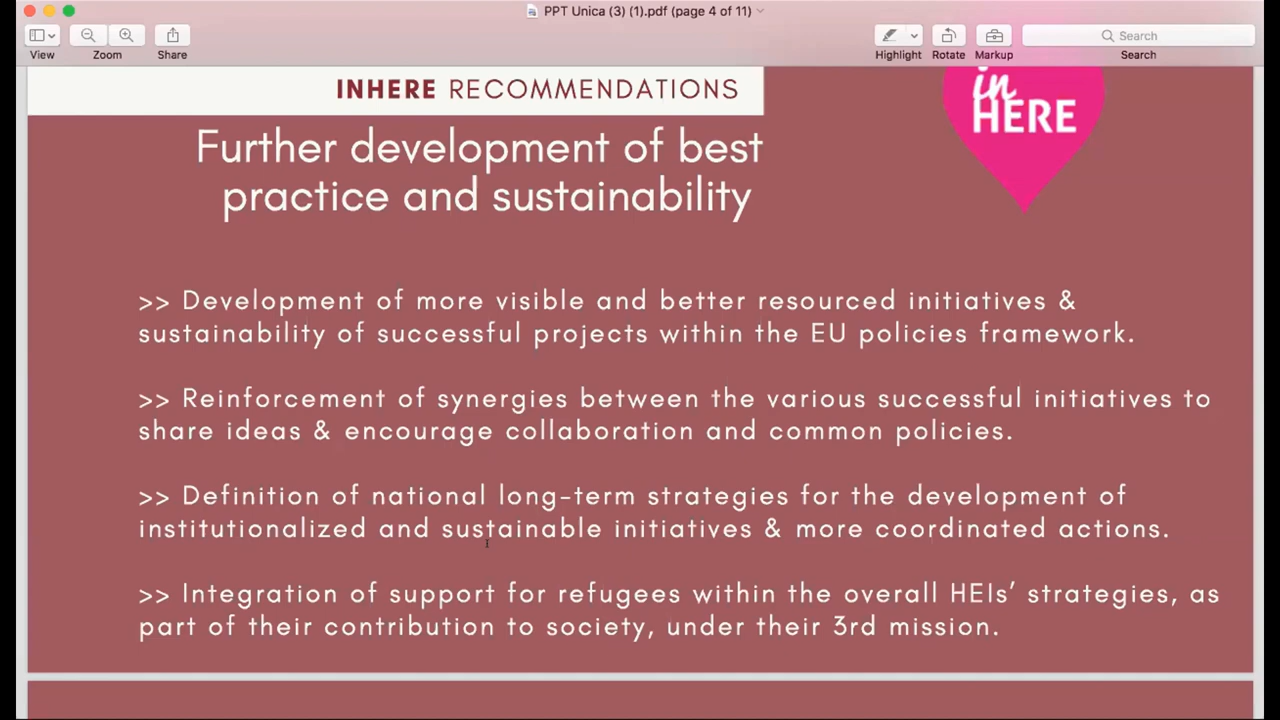 PPT Unica (3) (1).pdf (page 4 of 11)
View
Zoom
Share
Highlight
Rotate
Markup
Search
Search
INHERE RECOMMENDATIONS
in
HERE
Further development of best
practice and sustainability
>> Development of more visible and better resourced initiatives &
sustainability of successful projects within the EU policies framework.
>> Reinforcement of synergies between the various successful initiatives to
share ideas & encourage collaboration and common policies.
>> Definition of national long-term strategies for the development of
institutionalized and sustainable initiatives & more coordinated actions.
>> Integration of support for refugees within the overall HEIs’ strategies, as
part of their contribution to society, under their 3rd mission.